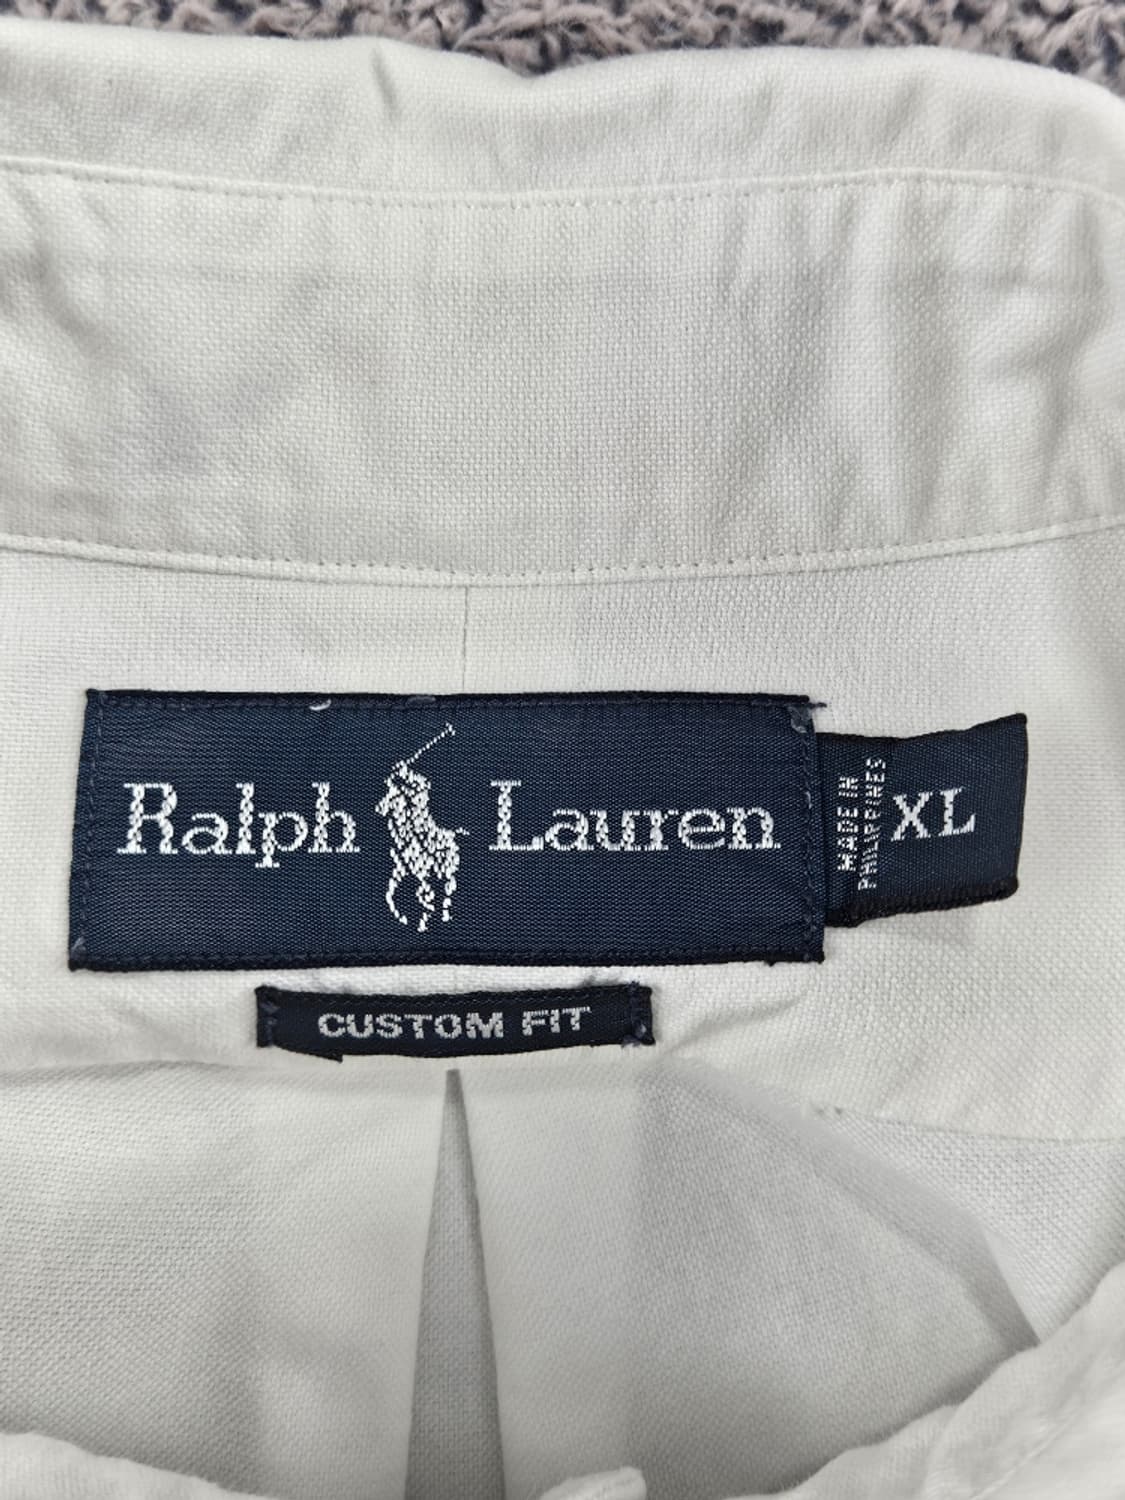 Ralph Lauren
MADE IN
PHILIPPINES
XL
CUSTOM FIT